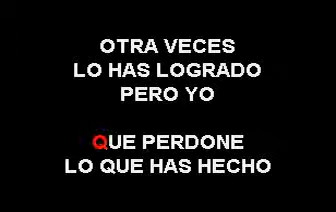 OTRA VECES
LO HAS LOGRADO
PERO YO
QUE PERDONE
LO QUE HAS HECHO